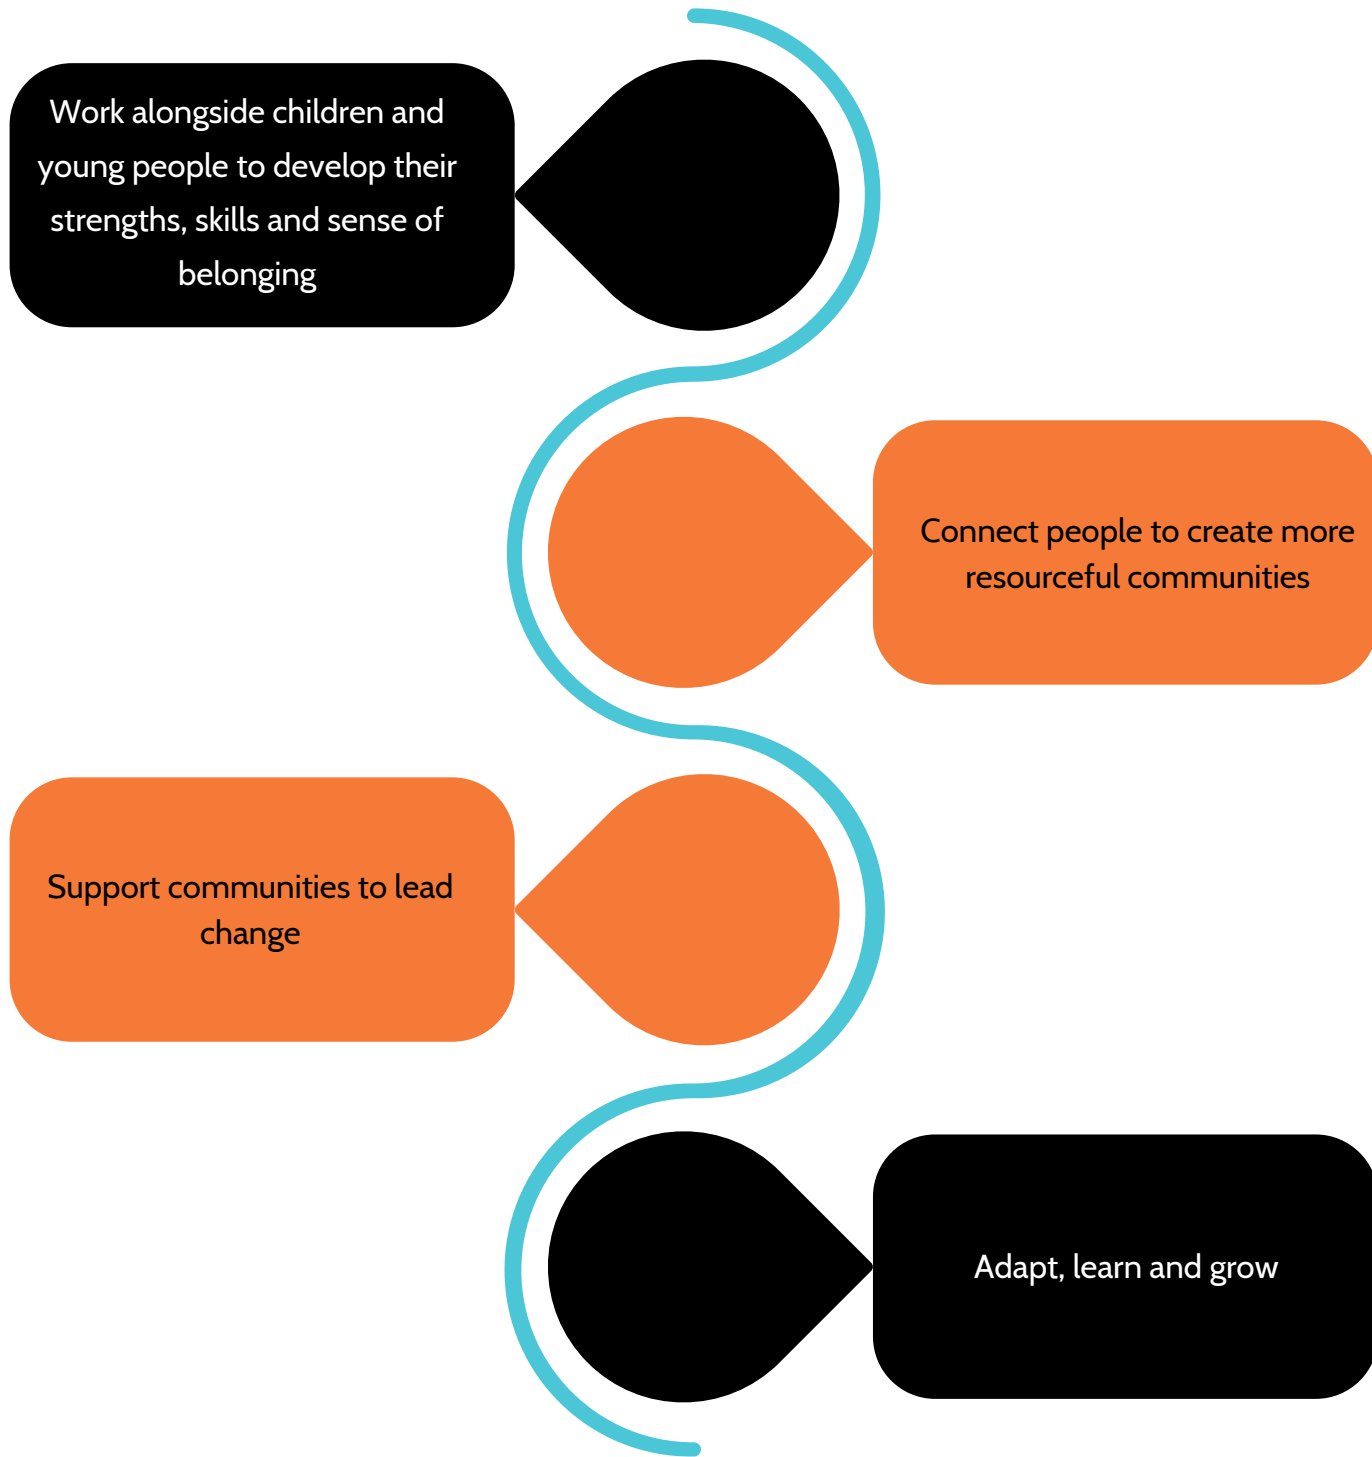 Work alongside children and
young people to develop their
strengths, skills and sense of
belonging
Connect people to create more
resourceful communities
Support communities to lead
change
Adapt, learn and grow